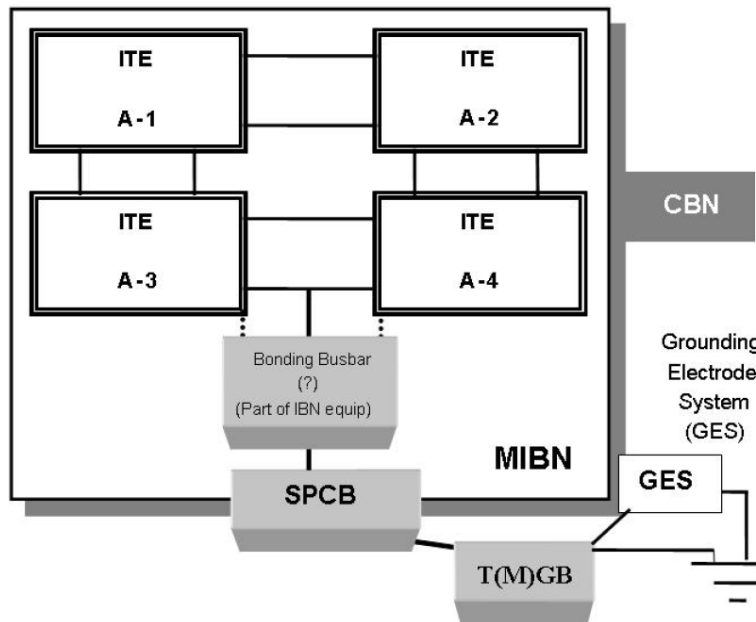 ITE
A-1
ITE
A-2
ITE
A-3
ITE
A-4
CBN
Bonding Busbar
(?)
(Part of IBN equip)
Grounding
Electrode
System
(GES)
MIBN
GES
SPCB
T(M)GB